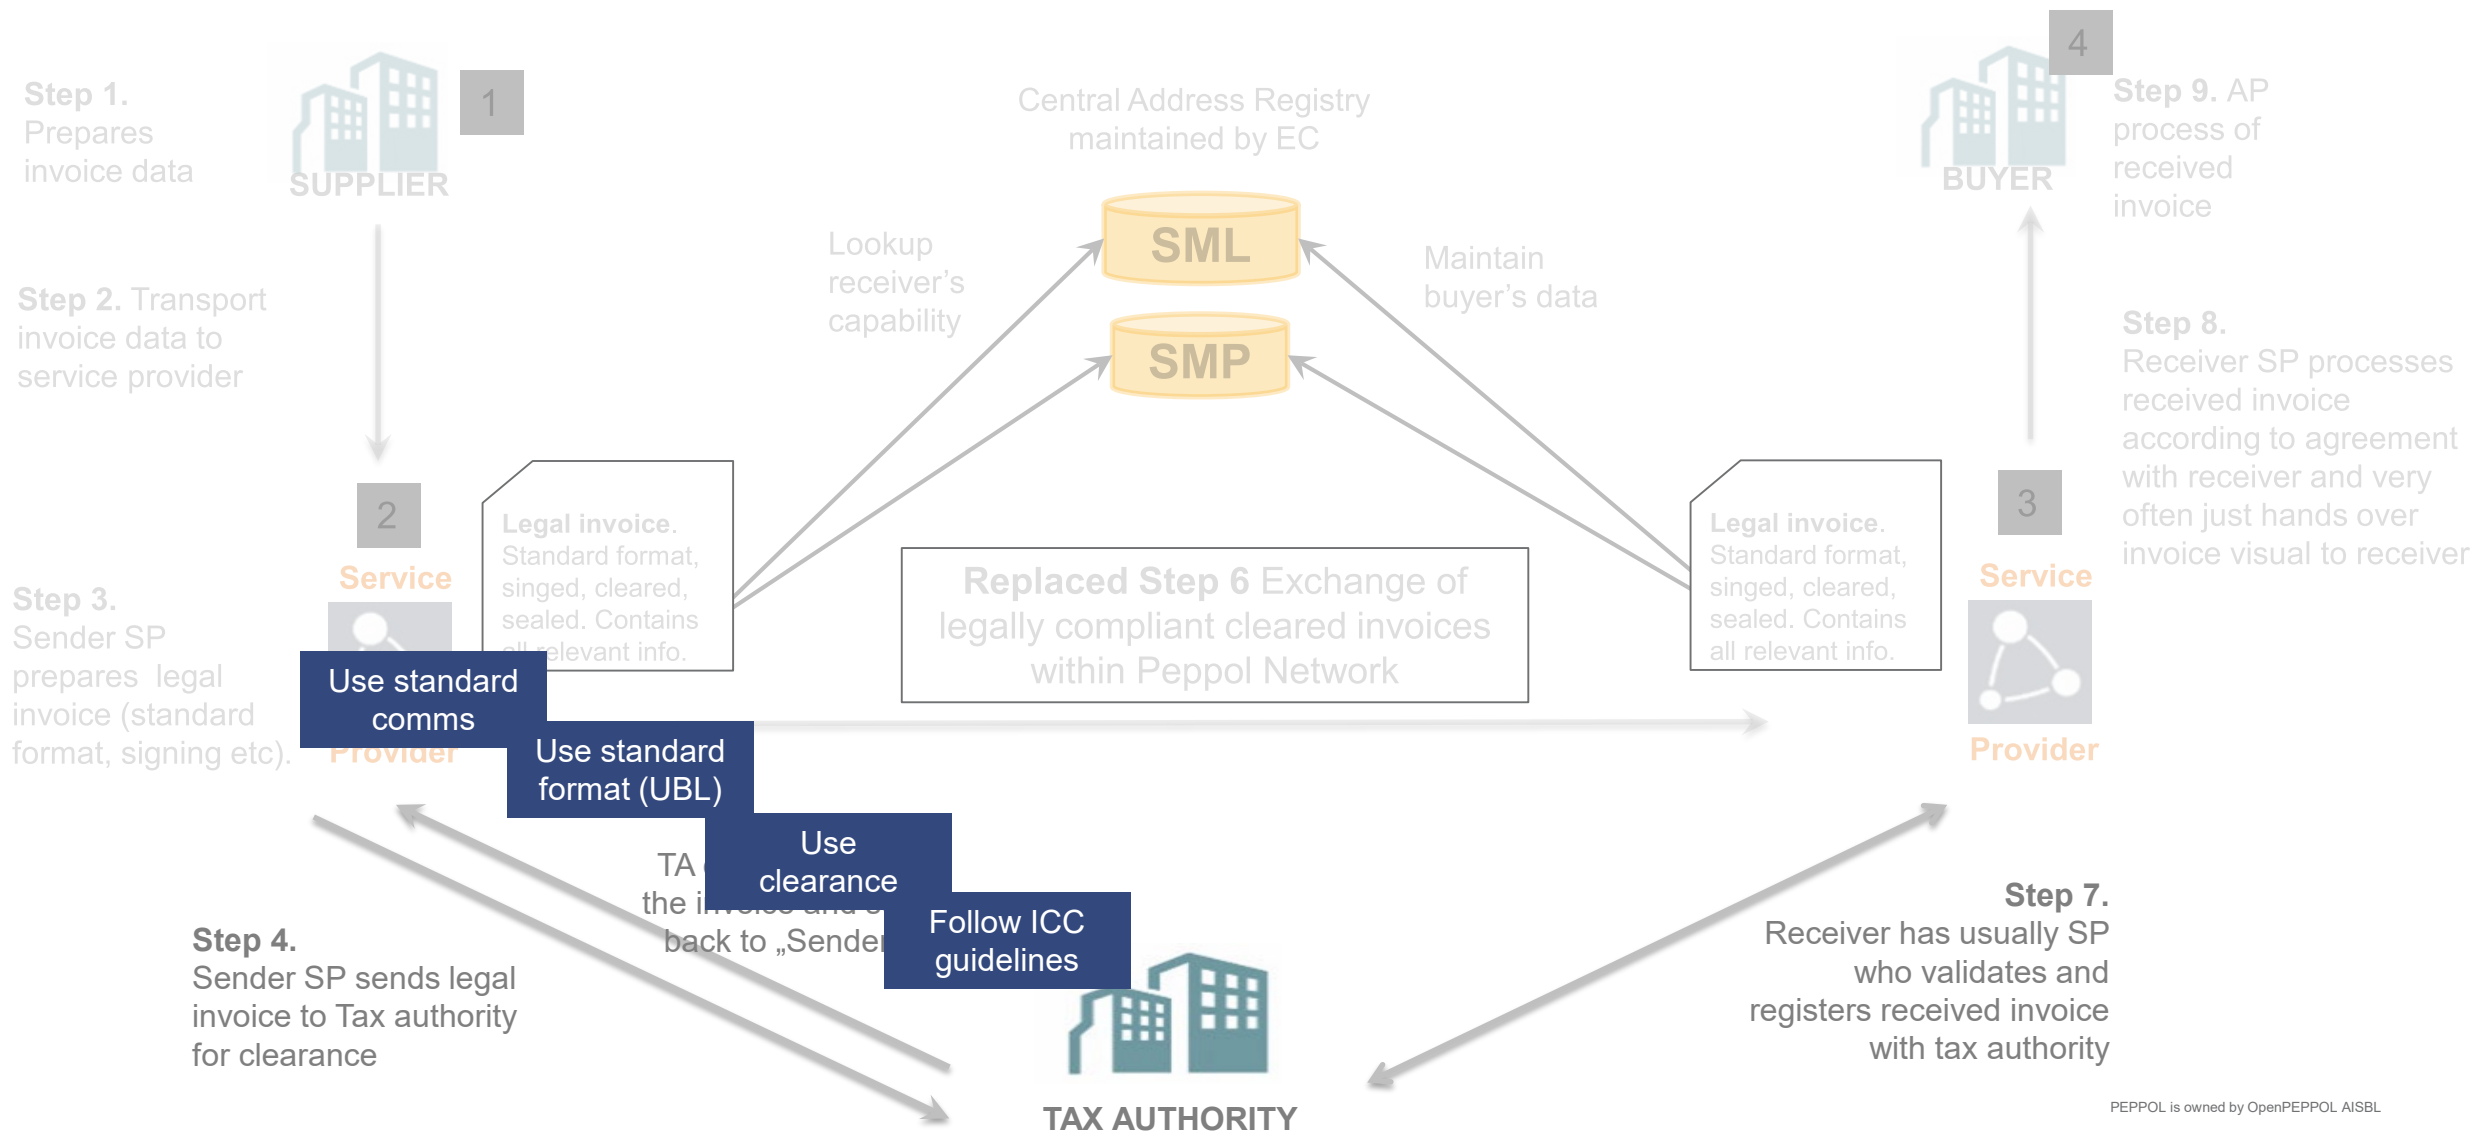 Step 1.
Prepares
invoice data
SUPPLIER
1
Central Address Registry
maintained by EC
BUYER
4
Step 9. AP
process of
received
invoice
Step 2. Transport
invoice data to
service provider
Lookup
receiver's
capability
SML
SMP
Maintain
buyer's data
Step 8.
Receiver SP processes
received invoice
according to agreement
with receiver and very
often just hands over
invoice visual to receiver
2
Service
Provider
Legal invoice.
Standard format,
singed, cleared,
sealed. Contains
all relevant info.
Replaced Step 6 Exchange of
legally compliant cleared invoices
within Peppol Network
Legal invoice.
Standard format,
singed, cleared,
sealed. Contains
all relevant info.
3
Service
Provider
Step 3.
Sender SP
prepares legal
invoice (standard
format, signing etc).
Use standard
comms
Use standard
format (UBL)
Use
clearance
Follow ICC
guidelines
TA
the invoice and
back to „Sender
Step 4.
Sender SP sends legal
invoice to Tax authority
for clearance
Step 7.
Receiver has usually SP
who validates and
registers received invoice
with tax authority
TAX AUTHORITY
PEPPOL is owned by OpenPEPPOL AISBL